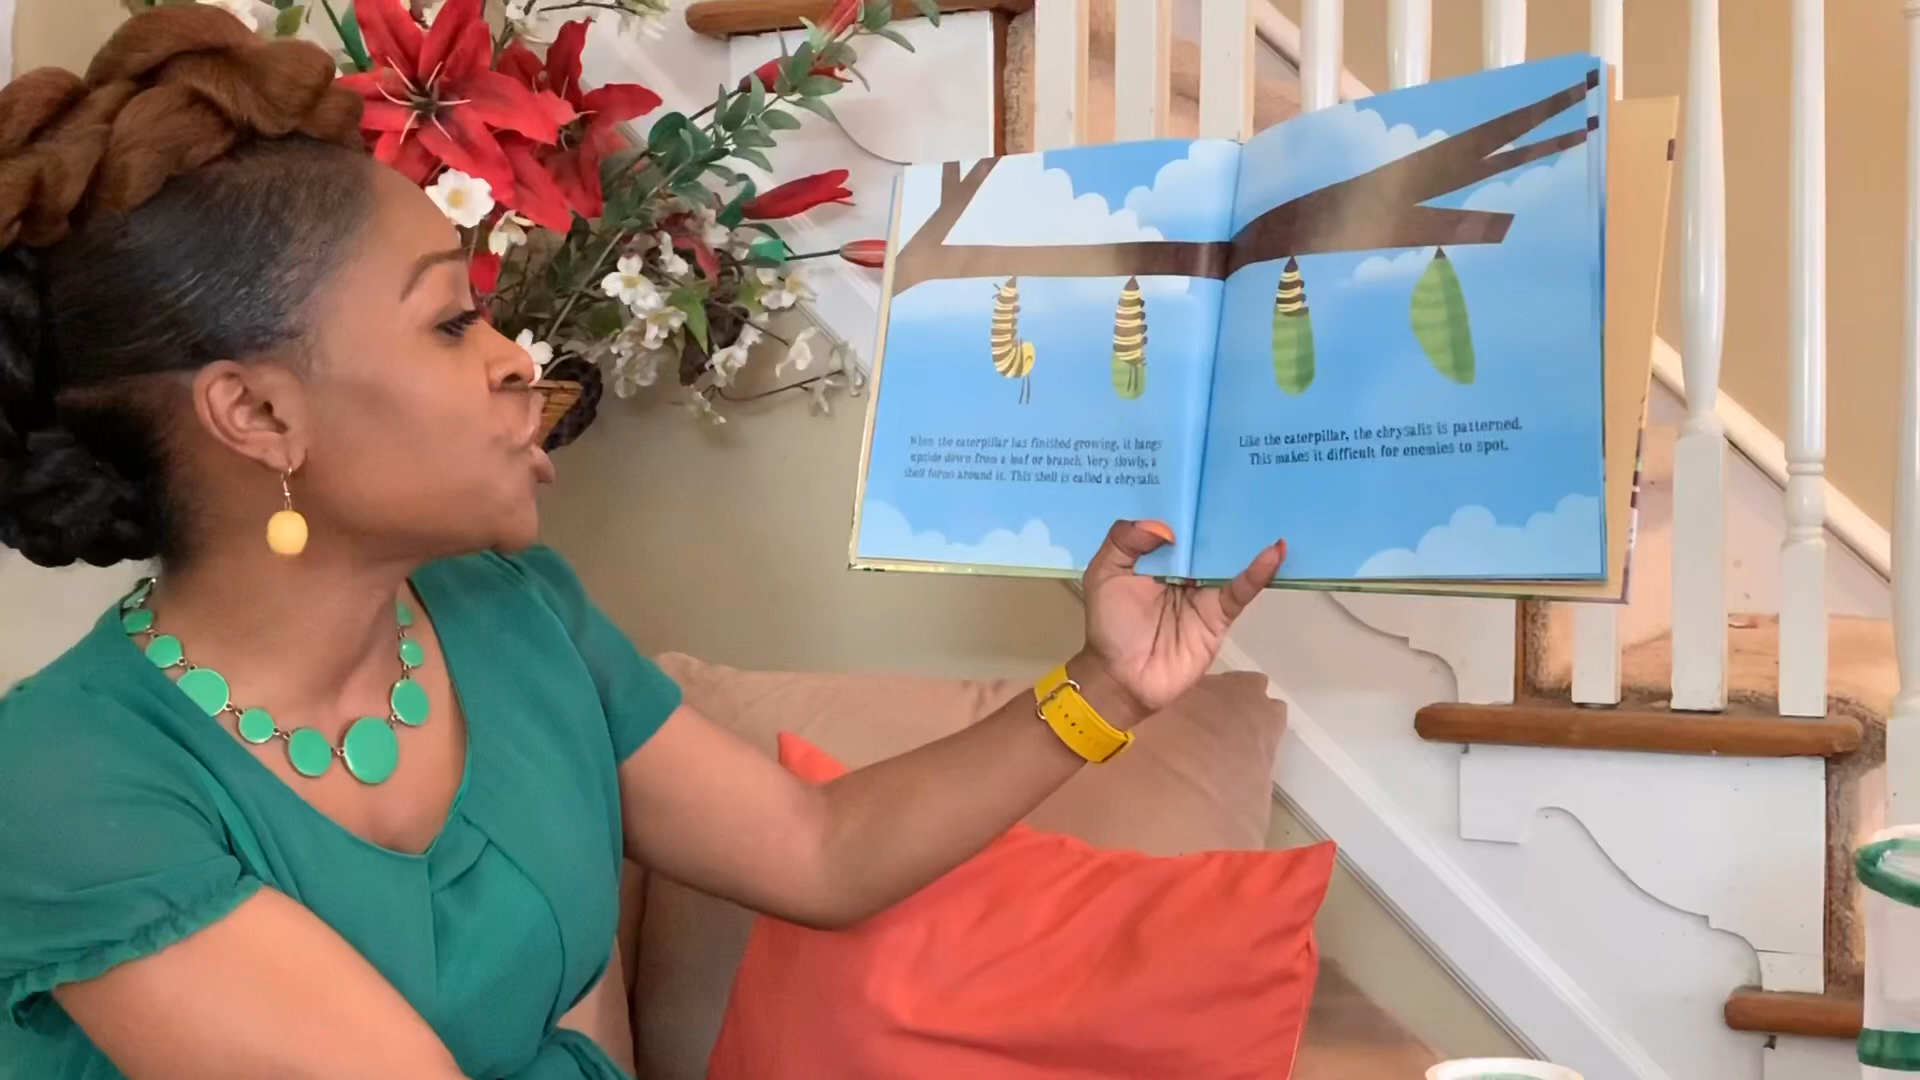 When the caterpillar has finished growing, it hangs
upside down from a leaf or branch. Very slowly, a
shell forms around it. This shell is called a chrysalis.
Like the caterpillar, the chrysalis is patterned.
This makes it difficult for enemies to spot.